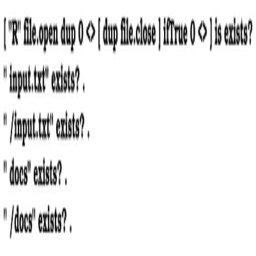 [ "R" file.open dup 0 <> [ dup file.close ] ifTrue 0 <> ] is exists?
" input.txt" exists? .
" /input.txt" exists? .
" docs" exists? .
" /docs" exists? .